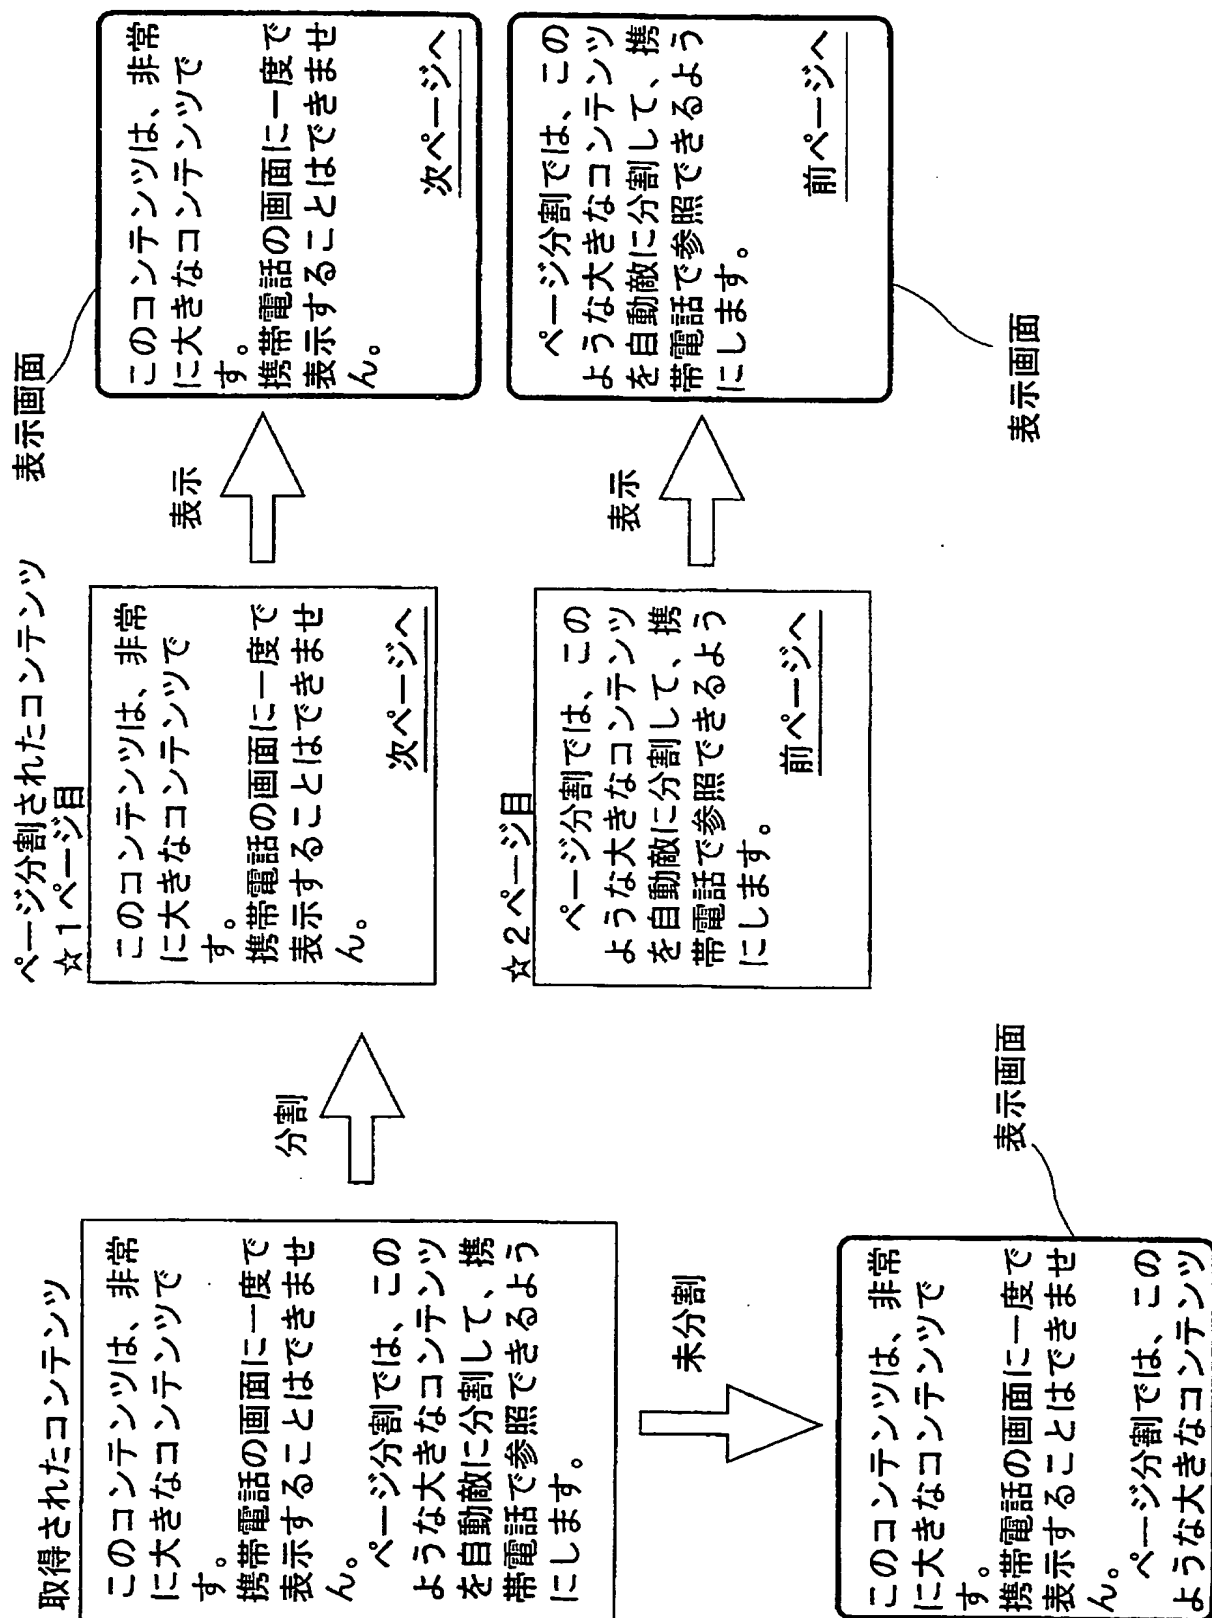 取得されたコンテンツ
このコンテンツは、非常
に大きなコンテンツで
す。
携帯電話の画面に一度で
表示することはできませ
ん。
ページ分割では、この
ような大きなコンテンツ
を自動敵に分割して、携
帯電話で参照できるよう
にします。
分割
ページ分割されたコンテンツ
☆1ページ目
このコンテンツは、非常
に大きなコンテンツで
す。
携帯電話の画面に一度で
表示することはできませ
ん。
次ページへ
☆2ページ目
ページ分割では、この
ような大きなコンテンツ
を自動敵に分割して、携
帯電話で参照できるよう
にします。
前ページへ
表示
表示画面
このコンテンツは、非常
に大きなコンテンツで
す。
携帯電話の画面に一度で
表示することはできませ
ん。
次ページへ
表示
ページ分割では、この
ような大きなコンテンツ
を自動敵に分割して、携
帯電話で参照できるよう
にします。
前ページへ
表示画面
未分割
表示画面
このコンテンツは、非常
に大きなコンテンツで
す。
携帯電話の画面に一度で
表示することはできませ
ん。
ページ分割では、この
ような大きなコンテンツ